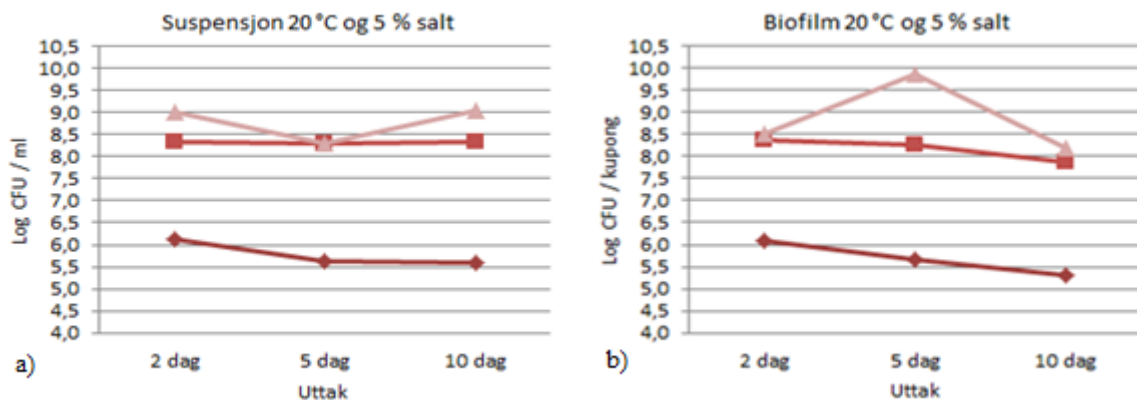 Suspensjon 20 °C og 5 % salt
Log CFU / ml
10,5
10,0
9,5
9,0
8,5
8,0
7,5
7,0
6,5
6,0
5,5
5,0
4,5
4,0
2 dag 5 dag 10 dag
Uttak
a)
Biofilm 20 °C og 5 % salt
Log CFU / kupong
10,5
10,0
9,5
9,0
8,5
8,0
7,5
7,0
6,5
6,0
5,5
5,0
4,5
4,0
2 dag 5 dag 10 dag
Uttak
b)